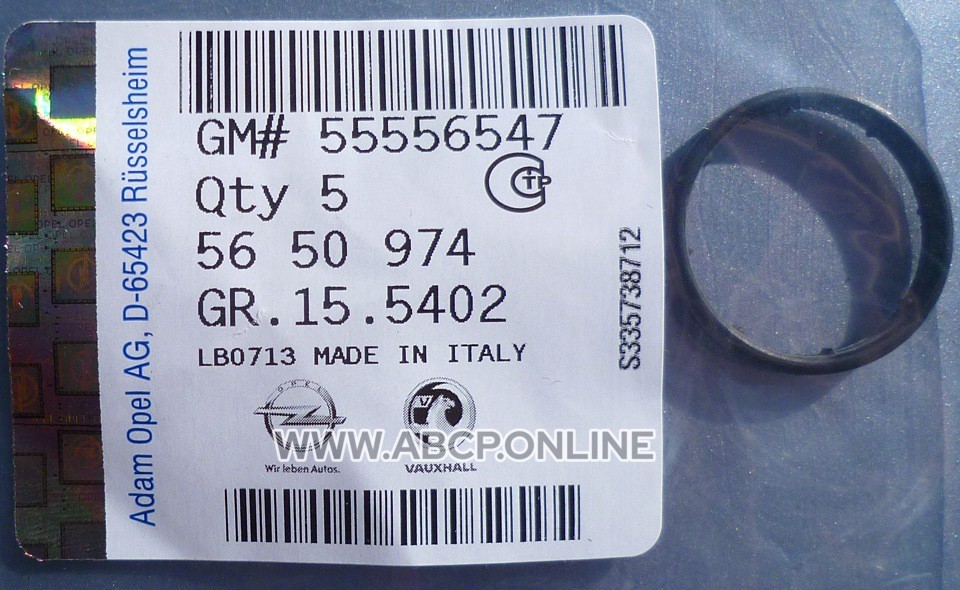 Adam Opel AG, D-65423 Rüsselsheim
GM# 55556547
Qty 5
56 50 974
GR.15.5402
LB0713 MADE IN ITALY
S335738712
OPEL
Wir leben Autos.
VAUXHALL
WWW.ABCP.ONLINE